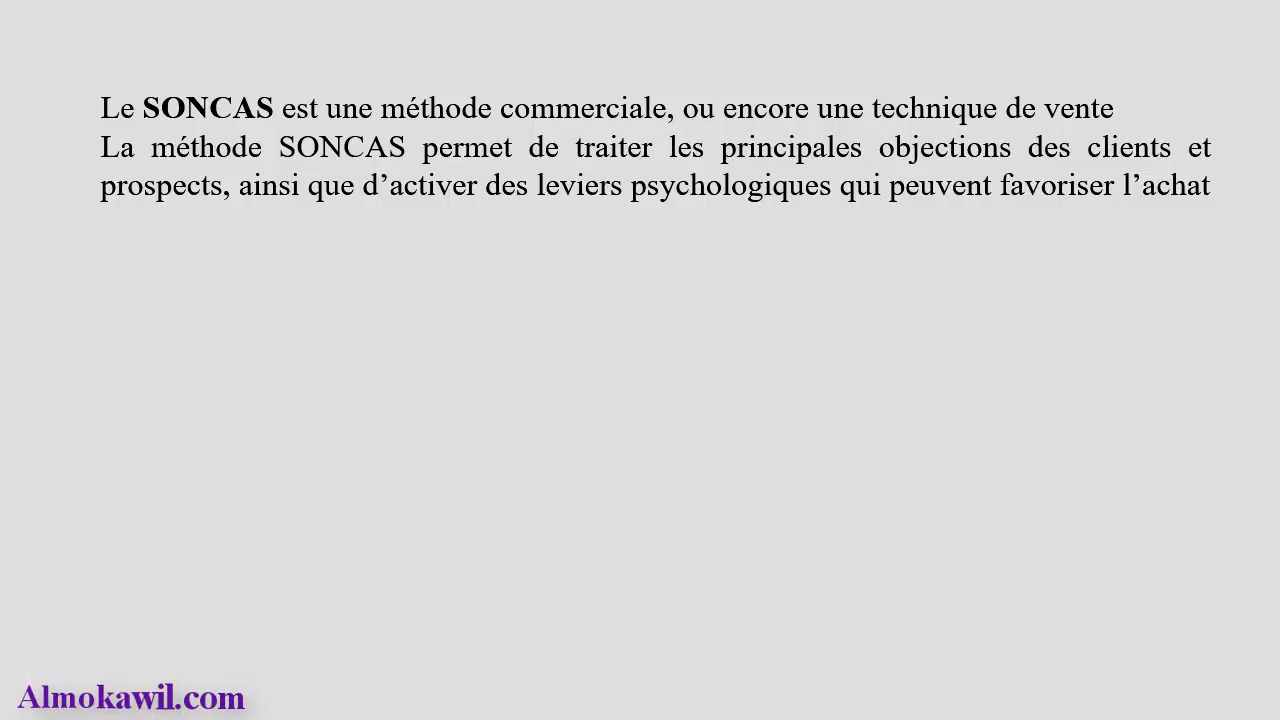 Le SONCAS est une méthode commerciale, ou encore une technique de vente
La méthode SONCAS permet de traiter les principales objections des clients et
prospects, ainsi que d’activer des leviers psychologiques qui peuvent favoriser l’achat
Almokawil.com